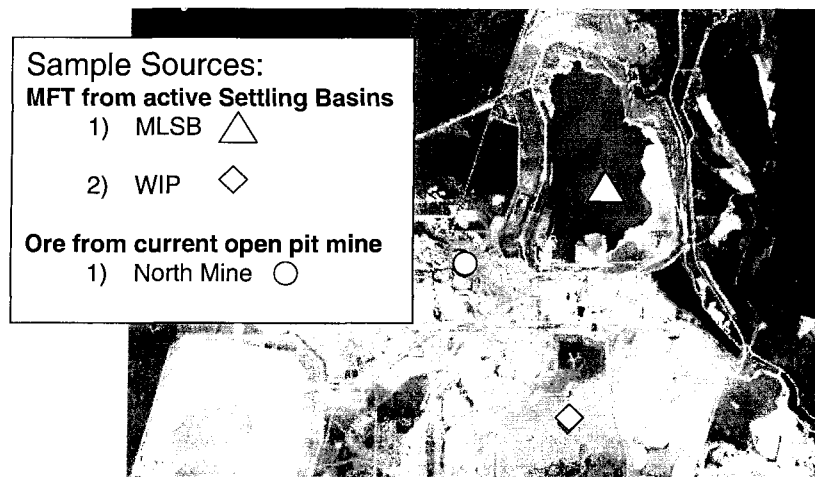 Sample Sources:
MFT from active Settling Basins
1) MLSB
2) WIP
Ore from current open pit mine
1) North Mine